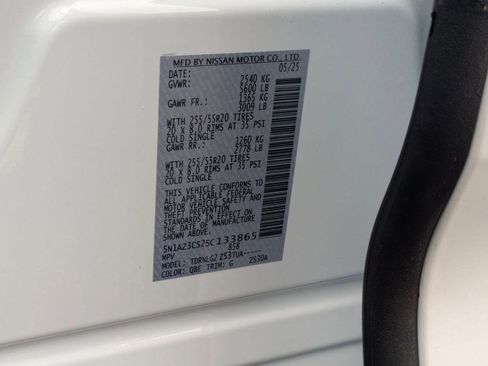 MFD BY NISSAN MOTOR CO., LTD.
DATE: 05/25
GVWR: 2540 KG
5600 LB
GAWR FR.: 1365 KG
3009 LB
WITH 255/55R20 TIRES
20 X 8.0 RIMS AT 35 PSI
COLD SINGLE
GAWR RR.: 1260 KG
2778 LB
WITH 255/55R20 TIRES
20 X 8.0 RIMS AT 35 PSI
COLD SINGLE
THIS VEHICLE CONFORMS TO
ALL APPLICABLE FEDERAL
MOTOR VEHICLE SAFETY AND
THEFT PREVENTION
STANDARDS IN EFFECT ON
THE DATE OF MANUFACTURE
5N1AZ3CS2SC133865
MPV 858
MODEL: TDRNLGZ Z53TUA-----
COLOR: QBE TRIM: G ZS30A